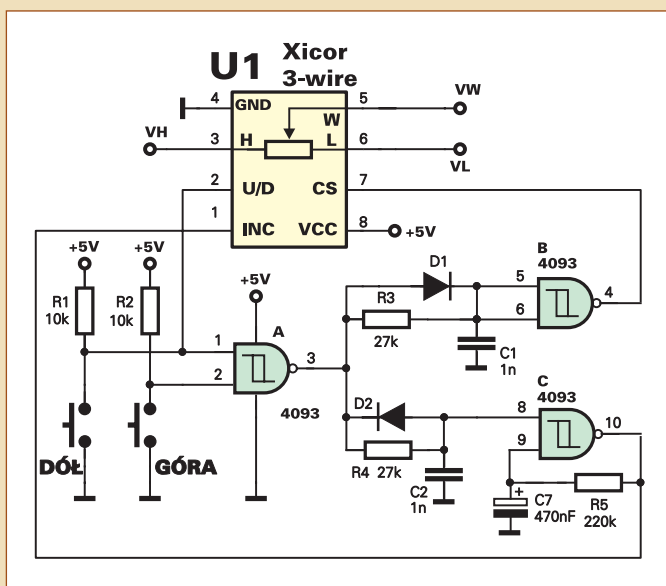 U1
Xicor
3-wire
4
GND
W
5
VW
VH
3
H
L
6
VL
2
U/D
CS
7
1
INC
VCC
8
+5V
+5V
+5V
R1
10k
R2
10k
+5V
A
1
2
3
4093
DÓŁ
GÓRA
D1
R3
27k
C1
1n
B
4093
5
6
4
D2
R4 27k
C2
1n
C
4093
8
9
10
+
C7
470nF
R5
220k